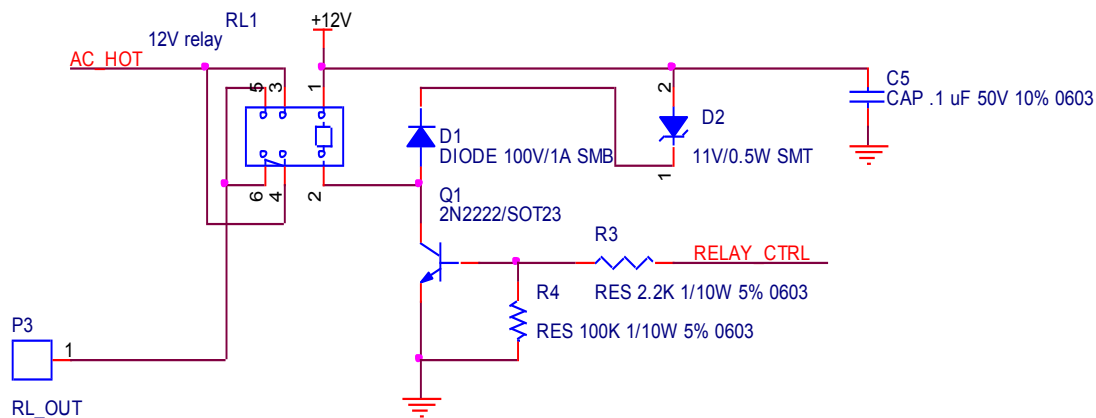 RL1
+12V
12V relay
AC_HOT
5
3
1
2
C5
CAP .1 uF 50V 10% 0603
D2
D1
DIODE 100V/1A SMB
11V/0.5W SMT
1
6
4
2
Q1
2N2222/SOT23
R3
RELAY_CTRL
R4
RES 2.2K 1/10W 5% 0603
P3
RES 100K 1/10W 5% 0603
1
RL_OUT